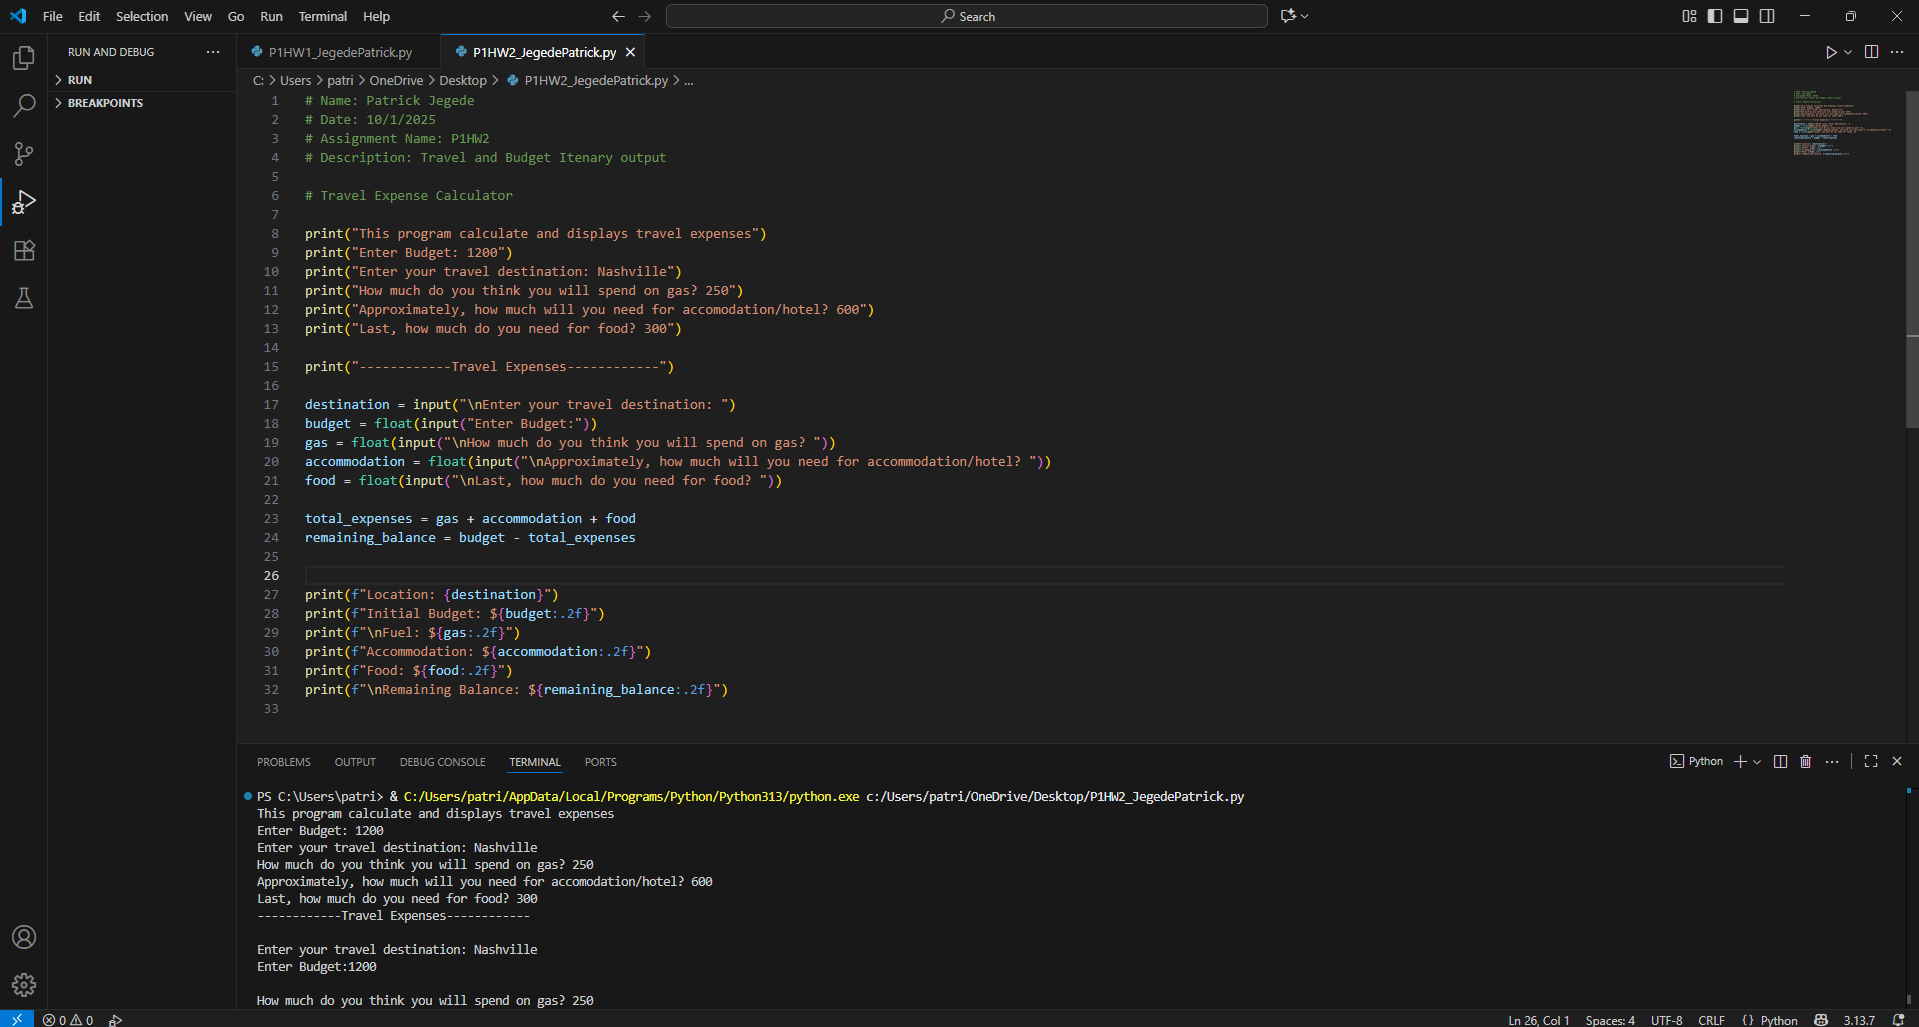 File Edit Selection View Go Run Terminal Help
Search
RUN AND DEBUG
RUN
BREAKPOINTS
P1HW1_JegedePatrick.py
P1HW2_JegedePatrick.py
C: > Users > patri > OneDrive > Desktop > P1HW2_JegedePatrick.py > ...
1 # Name: Patrick Jegede
2 # Date: 10/1/2025
3 # Assignment Name: P1HW2
4 # Description: Travel and Budget Itenary output
5
6 # Travel Expense Calculator
7
8 print("This program calculate and displays travel expenses")
9 print("Enter Budget: 1200")
10 print("Enter your travel destination: Nashville")
11 print("How much do you think you will spend on gas? 250")
12 print("Approximately, how much will you need for accomodation/hotel? 600")
13 print("Last, how much do you need for food? 300")
14
15 print("------------Travel Expenses------------")
16
17 destination = input("\nEnter your travel destination: ")
18 budget = float(input("Enter Budget:"))
19 gas = float(input("\nHow much do you think you will spend on gas? "))
20 accommodation = float(input("\nApproximately, how much will you need for accommodation/hotel? "))
21 food = float(input("\nLast, how much do you need for food? "))
22
23 total_expenses = gas + accommodation + food
24 remaining_balance = budget - total_expenses
25
26
27 print(f"Location: {destination}")
28 print(f"Initial Budget: ${budget:.2f}")
29 print(f"\nFuel: ${gas:.2f}")
30 print(f"Accommodation: ${accommodation:.2f}")
31 print(f"Food: ${food:.2f}")
32 print(f"\nRemaining Balance: ${remaining_balance:.2f}")
33
PROBLEMS OUTPUT DEBUG CONSOLE TERMINAL PORTS
Python
PS C:\Users\patri> & C:/Users/patri/AppData/Local/Programs/Python/Python313/python.exe c:/Users/patri/OneDrive/Desktop/P1HW2_JegedePatrick.py
This program calculate and displays travel expenses
Enter Budget: 1200
Enter your travel destination: Nashville
How much do you think you will spend on gas? 250
Approximately, how much will you need for accomodation/hotel? 600
Last, how much do you need for food? 300
------------Travel Expenses------------
Enter your travel destination: Nashville
Enter Budget:1200
How much do you think you will spend on gas? 250
0 0
Ln 26, Col 1 Spaces: 4 UTF-8 CRLF {} Python 3.13.7